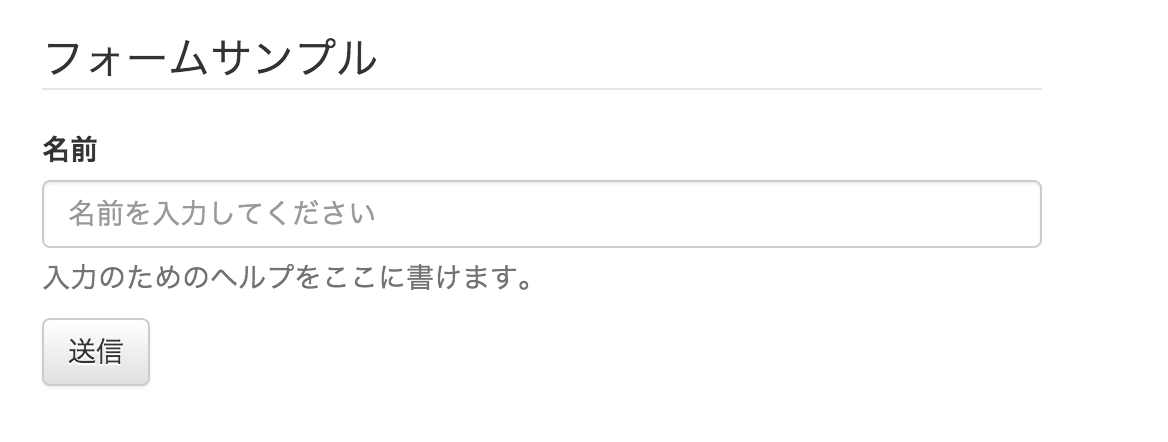 フォームサンプル
名前
名前を入力してください
入力のためのヘルプをここに書けます。
送信